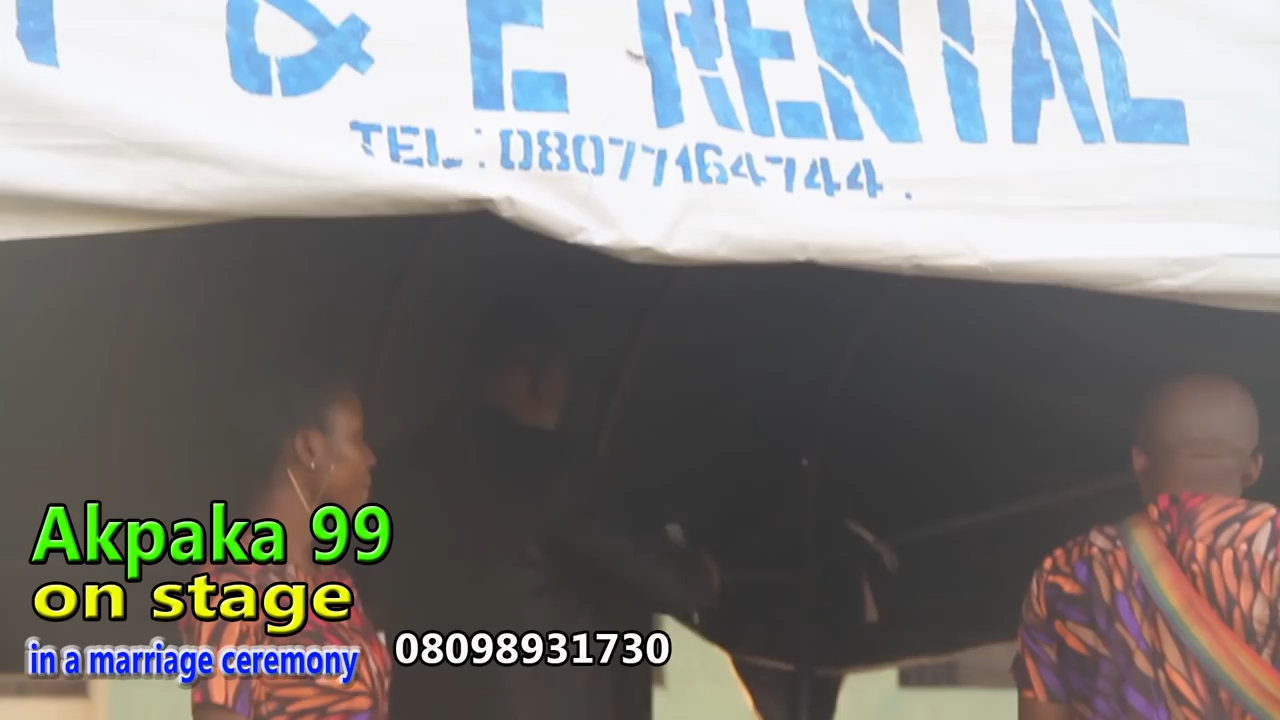 & E RENTAL
TEL : 08077164744 .
Akpaka 99
on stage
in a marriage ceremony
08098931730